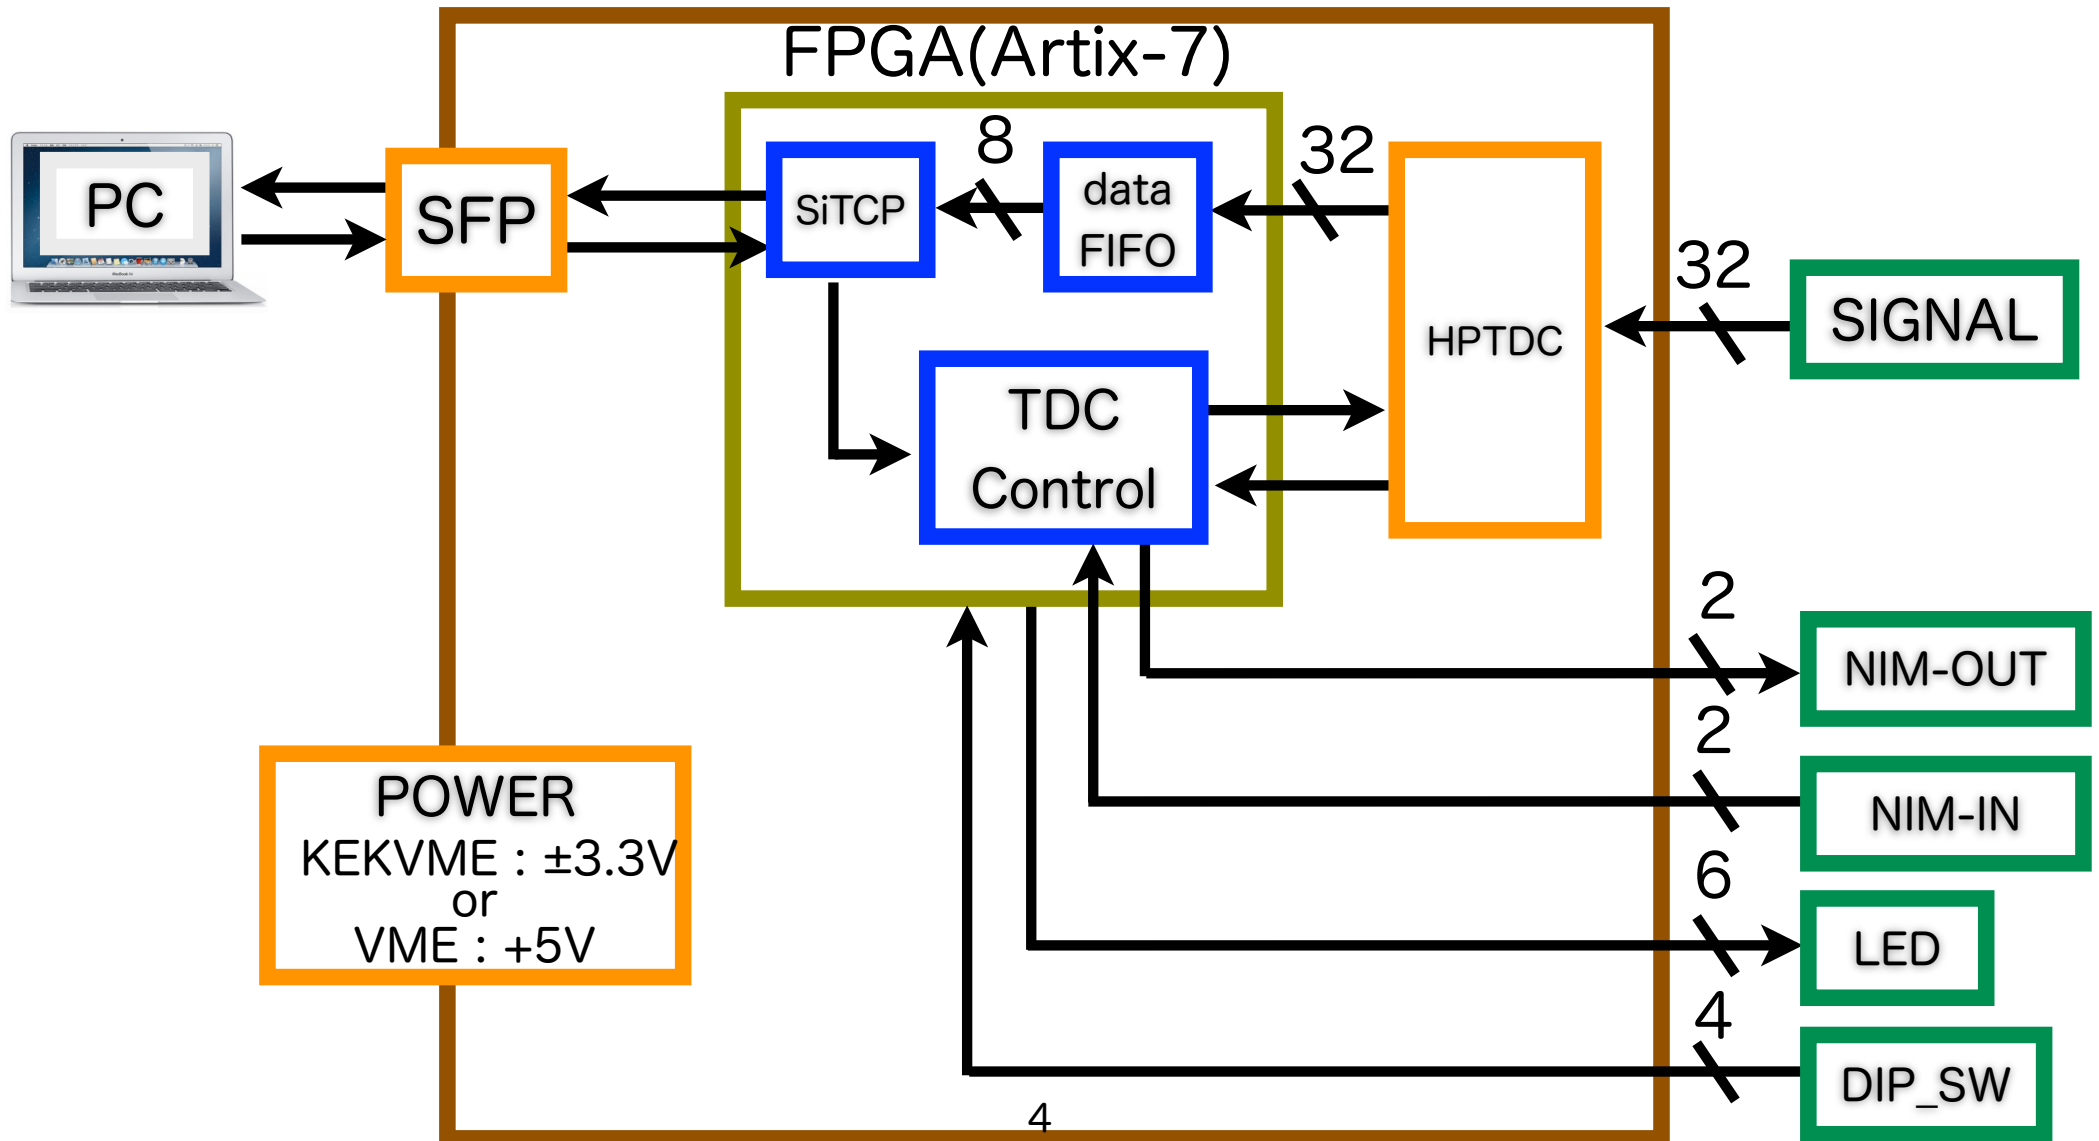 FPGA(Artix-7)
PC
SFP
SiTCP
8
data
FIFO
32
HPTDC
32
SIGNAL
TDC
Control
2
NIM-OUT
2
NIM-IN
POWER
KEKVME : ±3.3V
or
VME : +5V
6
LED
4
DIP_SW
4